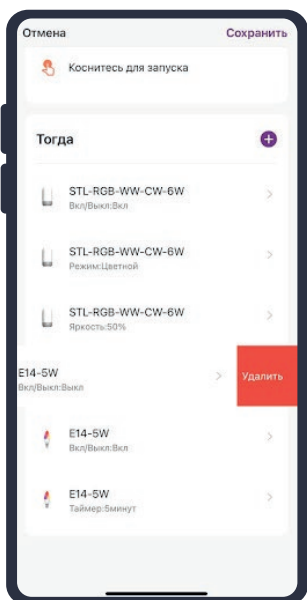 Отмена Сохранить
Коснитесь для запуска
Тогда
STL-RGB-WW-CW-6W
Вкл/Выкл:Вкл
STL-RGB-WW-CW-6W
Режим:Цветной
STL-RGB-WW-CW-6W
Яркость:50%
E14-5W
Вкл/Выкл:Выкл
Удалить
E14-5W
Вкл/Выкл:Вкл
E14-5W
Таймер:5минут